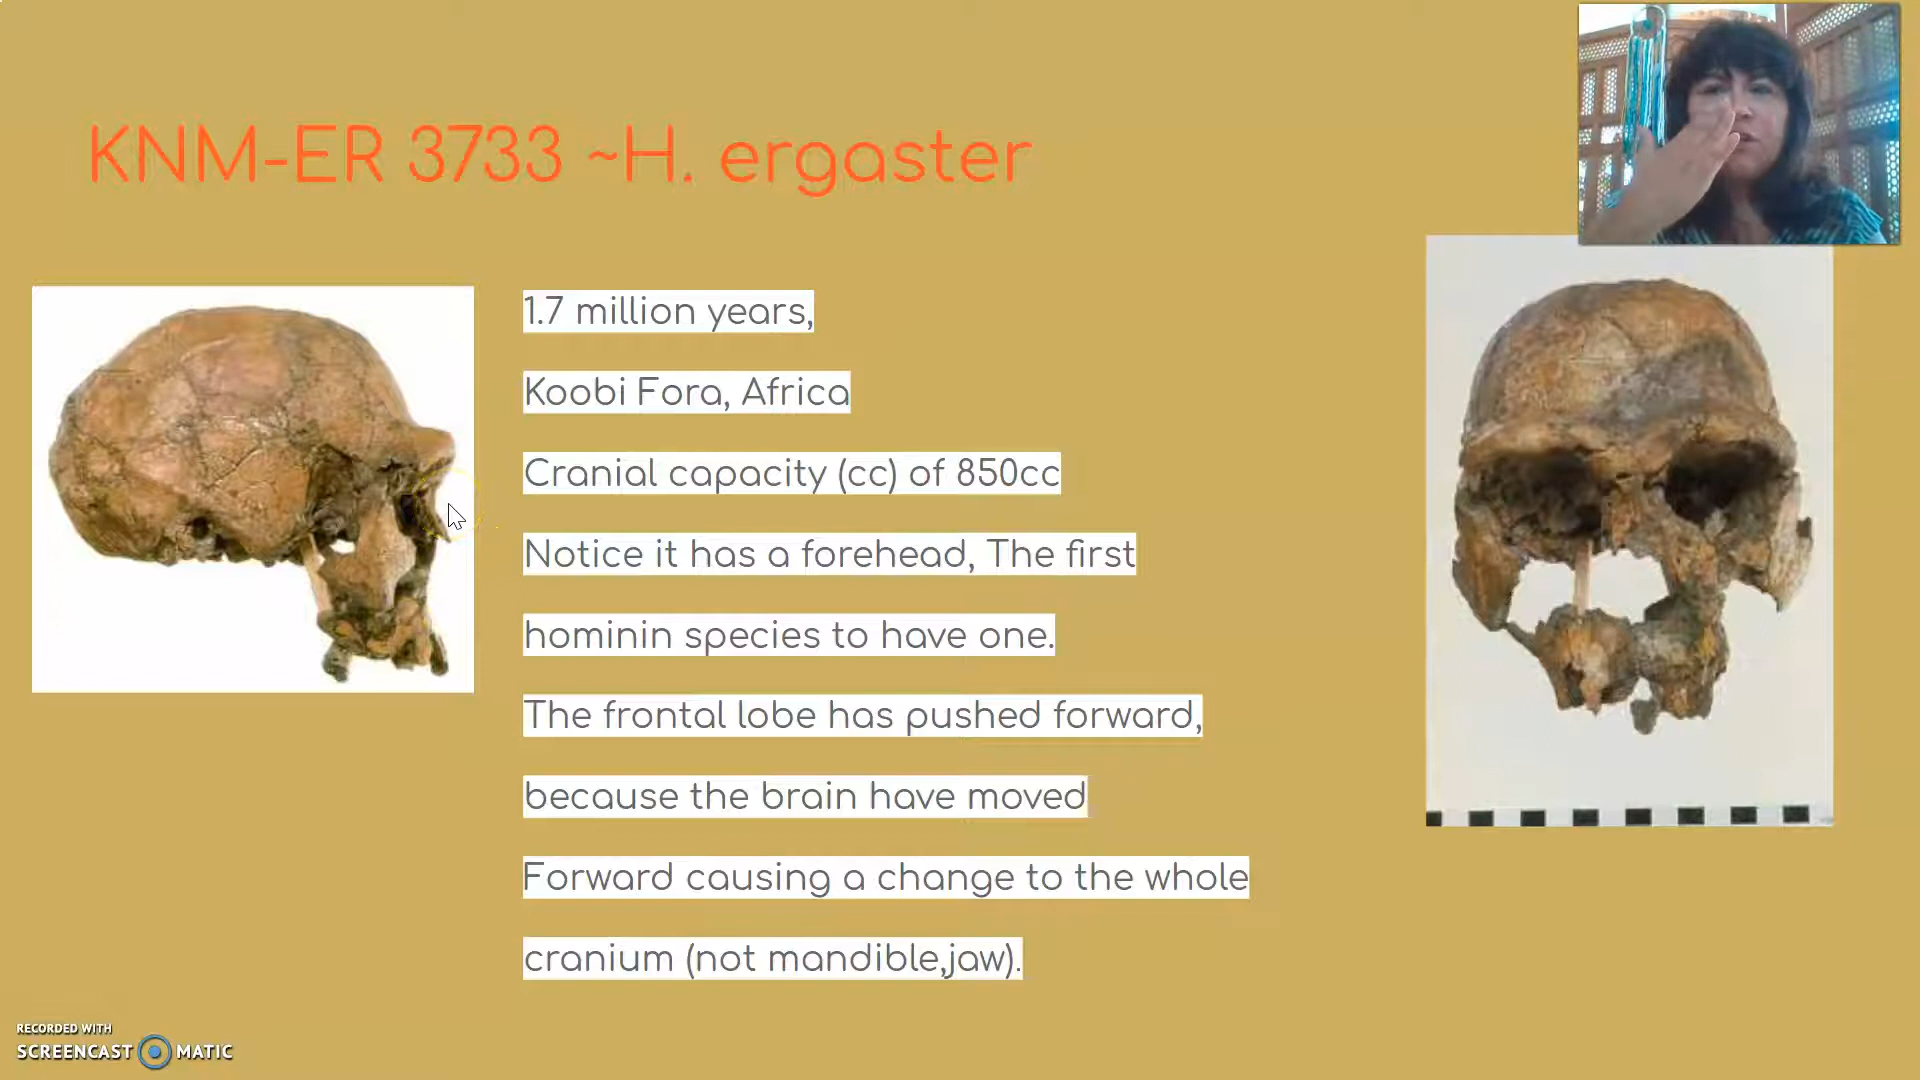 KNM-ER 3733 ~H. ergaster
1.7 million years,
Koobi Fora, Africa
Cranial capacity (cc) of 850cc
Notice it has a forehead, The first
hominin species to have one.
The frontal lobe has pushed forward,
because the brain have moved
Forward causing a change to the whole
cranium (not mandible,jaw).
RECORDED WITH
SCREENCAST MATIC